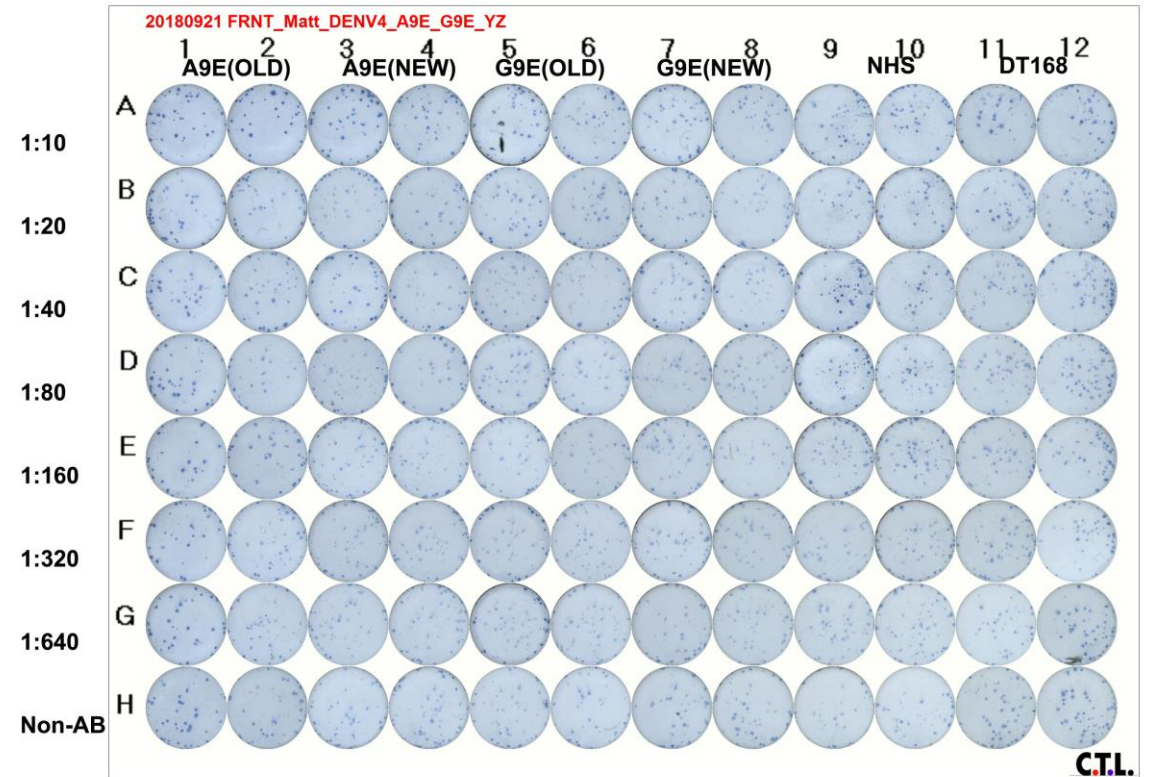 20180921 FRNT_Matt_DENV4_A9E_G9E_YZ
1 2 3 4 5 6 7 8 9 10 11 12
A9E(OLD) A9E(NEW) G9E(OLD) G9E(NEW) NHS DT168
A
1:10
B
1:20
C
1:40
D
1:80
E
1:160
F
1:320
G
1:640
H
Non-AB
C.T.L.